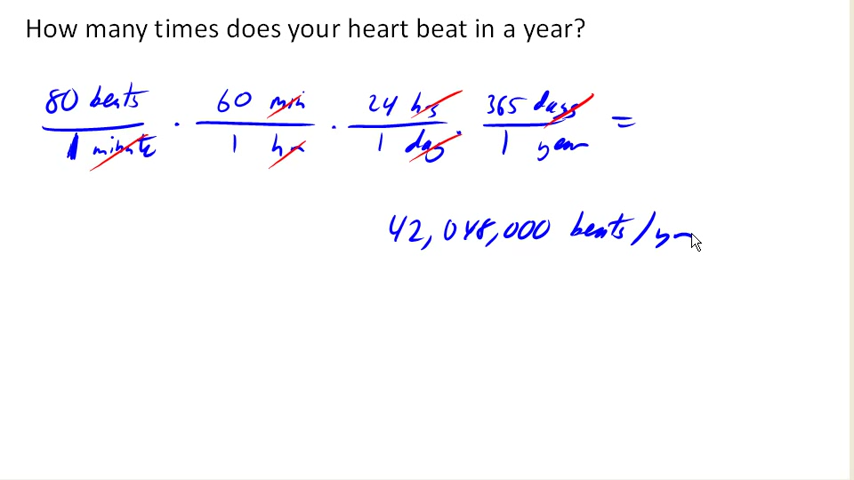 How many times does your heart beat in a year?
80 beats / 1 minute · 60 min / 1 hr · 24 hrs / 1 day · 365 days / 1 year =
42,048,000 beats/yr